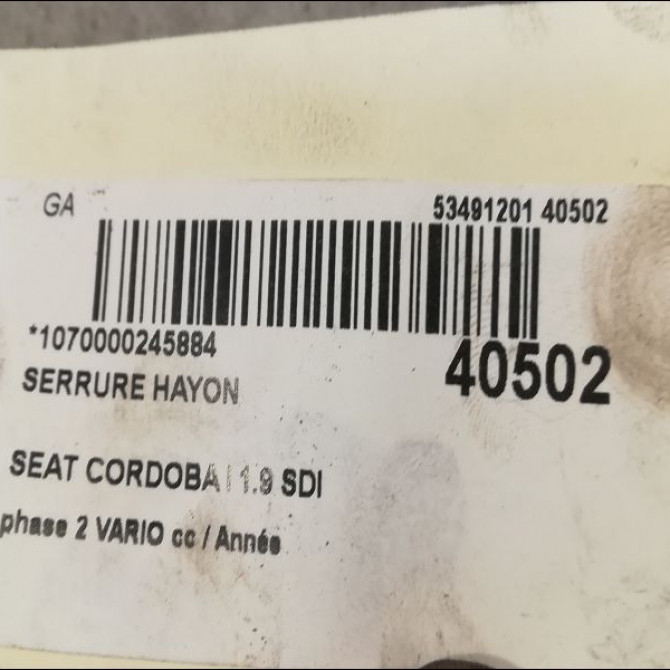 GA 53491201 40502
*1070000245884
40502
SERRURE HAYON
SEAT CORDOBA I 1.9 SDI
phase 2 VARIO cc / Année